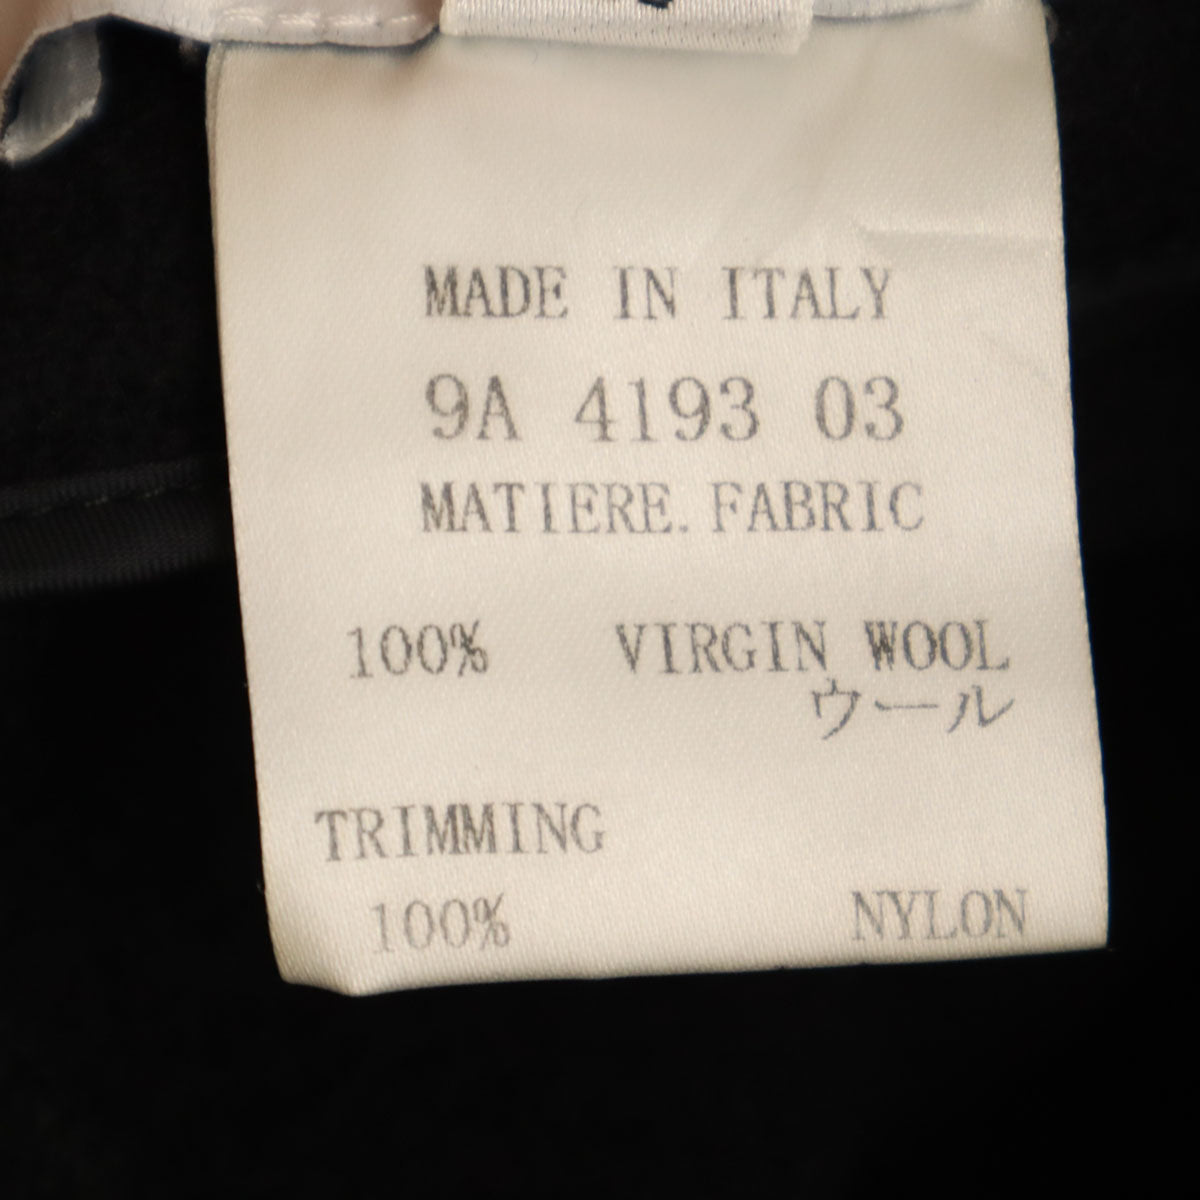 MADE IN ITALY
9A 4193 03
MATIERE. FABRIC
100% VIRGIN WOOL
ウール
TRIMMING
100% NYLON